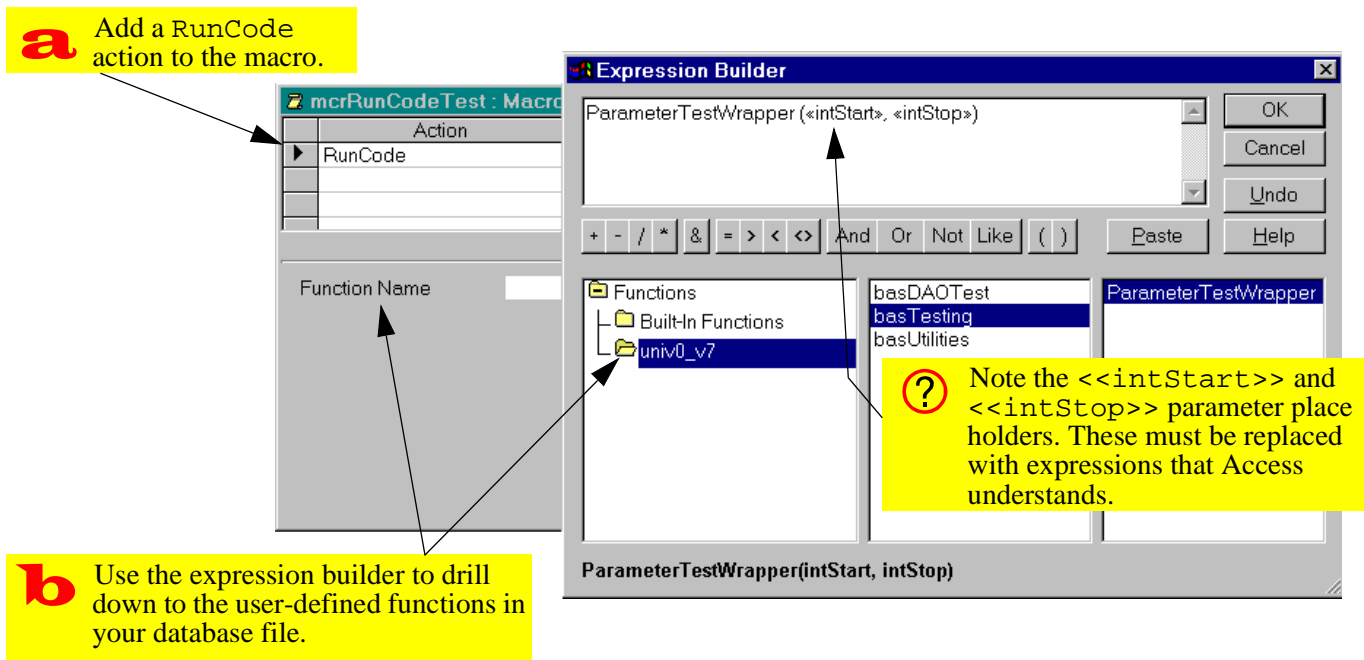 a Add a RunCode
action to the macro.
mcrRunCodeTest : Macro
Action
RunCode
Function Name
Expression Builder
ParameterTestWrapper («intStart», «intStop»)
OK
Cancel
Undo
Help
+ - / * & = > < <> And Or Not Like ( ) Paste
Functions
Built-In Functions
univ0_v7
basDAOTest
basTesting
basUtilities
ParameterTestWrapper
? Note the <<intStart>> and
<<intStop>> parameter place
holders. These must be replaced
with expressions that Access
understands.
ParameterTestWrapper(intStart, intStop)
b Use the expression builder to drill
down to the user-defined functions in
your database file.